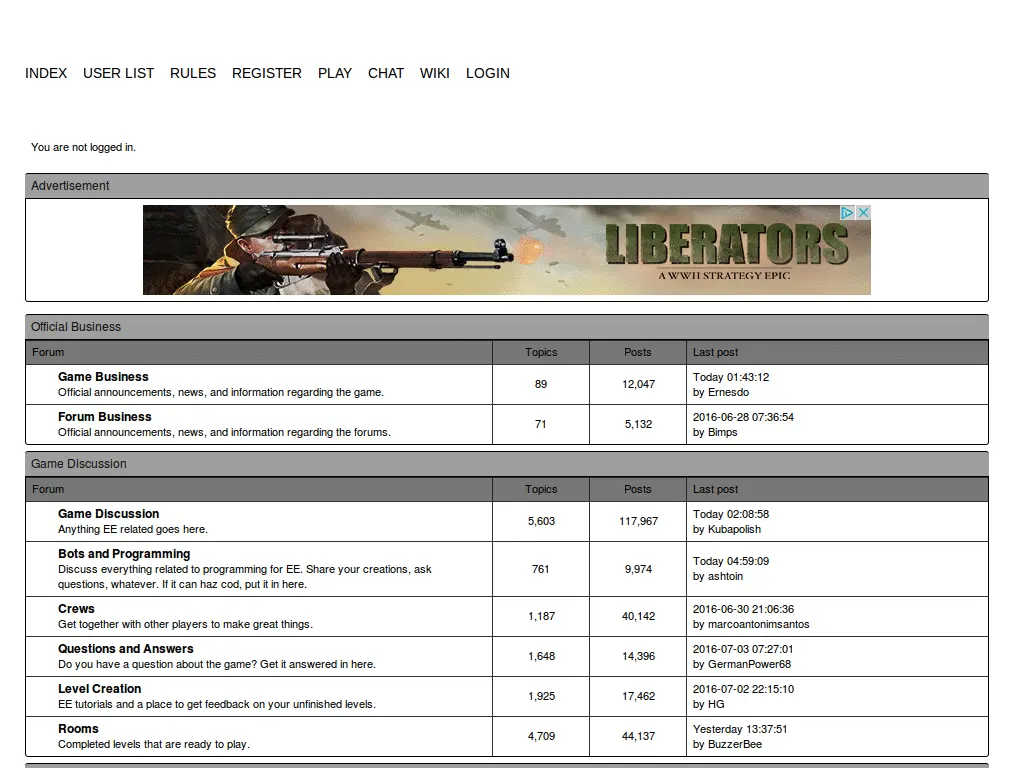 INDEX USER LIST RULES REGISTER PLAY CHAT WIKI LOGIN
You are not logged in.
Advertisement
LIBERATORS
A WWII STRATEGY EPIC
Official Business
Forum Topics Posts Last post
Game Business
Official announcements, news, and information regarding the game.
89 12,047 Today 01:43:12
by Ernesdo
Forum Business
Official announcements, news, and information regarding the forums.
71 5,132 2016-06-28 07:36:54
by Bimps
Game Discussion
Forum Topics Posts Last post
Game Discussion
Anything EE related goes here.
5,603 117,967 Today 02:08:58
by Kubapolish
Bots and Programming
Discuss everything related to programming for EE. Share your creations, ask
questions, whatever. If it can haz cod, put it in here.
761 9,974 Today 04:59:09
by ashtoin
Crews
Get together with other players to make great things.
1,187 40,142 2016-06-30 21:06:36
by marcoantonimsantos
Questions and Answers
Do you have a question about the game? Get it answered in here.
1,648 14,396 2016-07-03 07:27:01
by GermanPower68
Level Creation
EE tutorials and a place to get feedback on your unfinished levels.
1,925 17,462 2016-07-02 22:15:10
by HG
Rooms
Completed levels that are ready to play.
4,709 44,137 Yesterday 13:37:51
by BuzzerBee